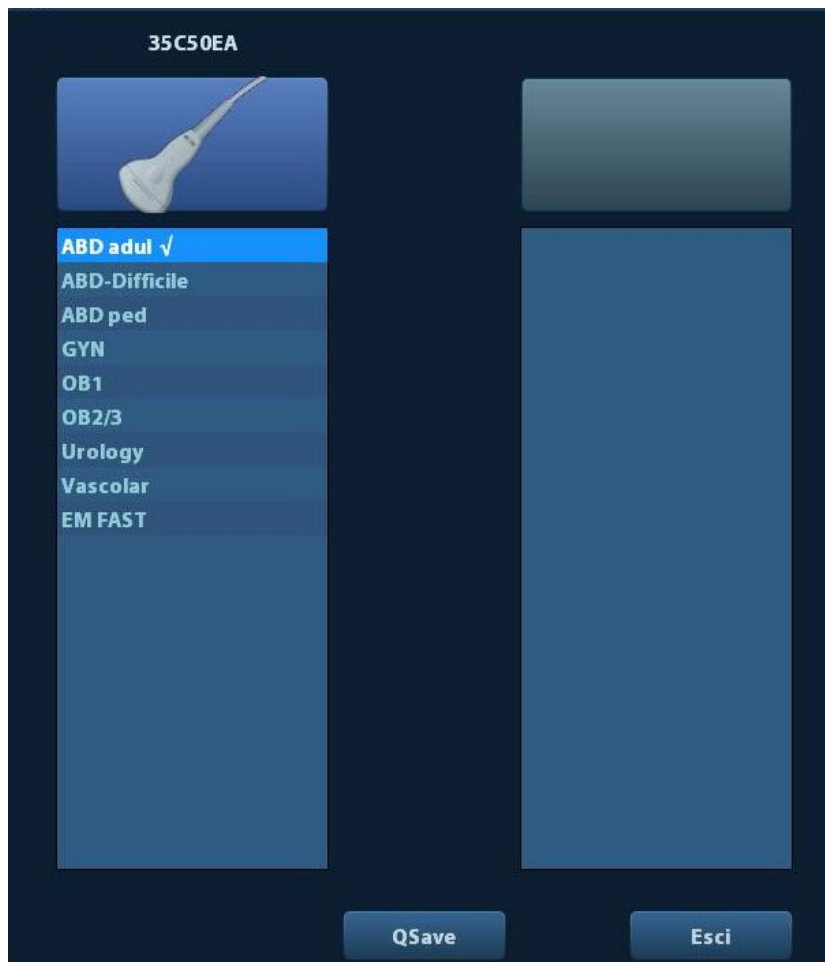 35C50EA
ABD adul √
ABD-Difficile
ABD ped
GYN
OB1
OB2/3
Urology
Vascolar
EM FAST
QSave
Esci